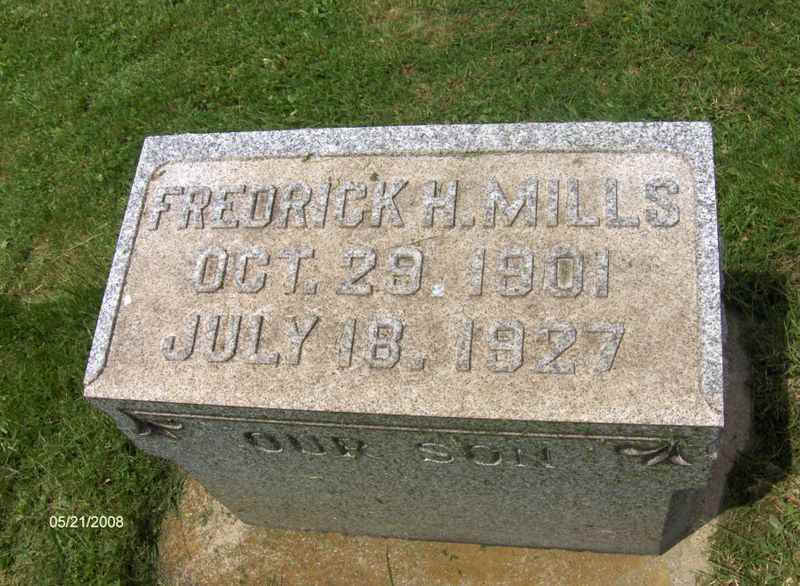 FREDRICK H. MILLS
OCT. 29. 1901
JULY 18. 1927
OUR SON
05/21/2008